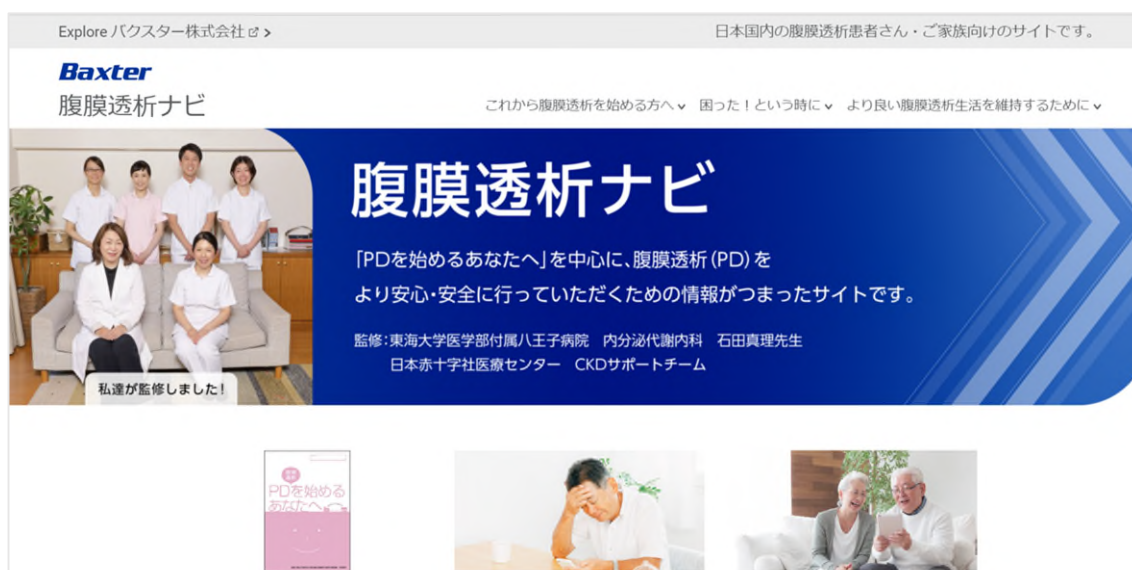 Explore バクスター株式会社
日本国内の腹膜透析患者さん・ご家族向けのサイトです。
Baxter
腹膜透析ナビ
これから腹膜透析を始める方へ 困った！という時に より良い腹膜透析生活を維持するために
腹膜透析ナビ
「PDを始めるあなたへ」を中心に、腹膜透析(PD)を
より安心・安全に行っていただくための情報がつまったサイトです。
監修：東海大学医学部付属八王子病院 内分泌代謝内科 石田真理先生
日本赤十字社医療センター CKDサポートチーム
私達が監修しました！
PDを始める
あなたへ